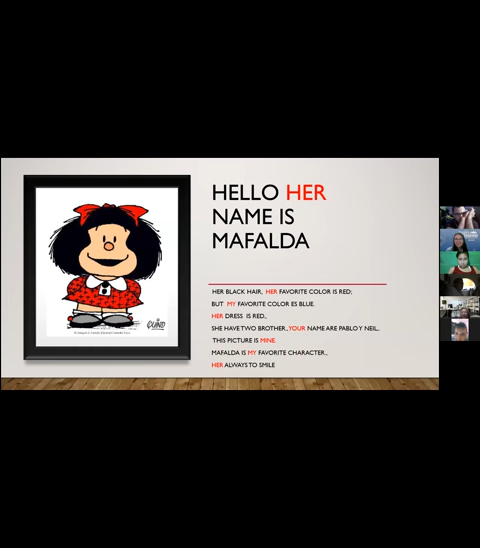 HELLO HER
NAME IS
MAFALDA
HER BLACK HAIR, HER FAVORITE COLOR IS RED;
BUT MY FAVORITE COLOR ES BLUE.
HER DRESS IS RED.,
SHE HAVE TWO BROTHER,.YOUR NAME ARE PABLO Y NEIL.
THIS PICTURE IS MINE
MAFALDA IS MY FAVORITE CHARACTER.,
HER ALWAYS TO SMILE
QUINO